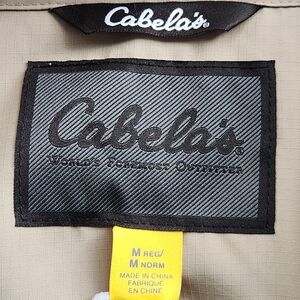 Cabela's
Cabela's
WORLD'S FOREMOST OUTFITTER
M REG/
M NORM
MADE IN CHINA
FABRIQUÉ
EN CHINE